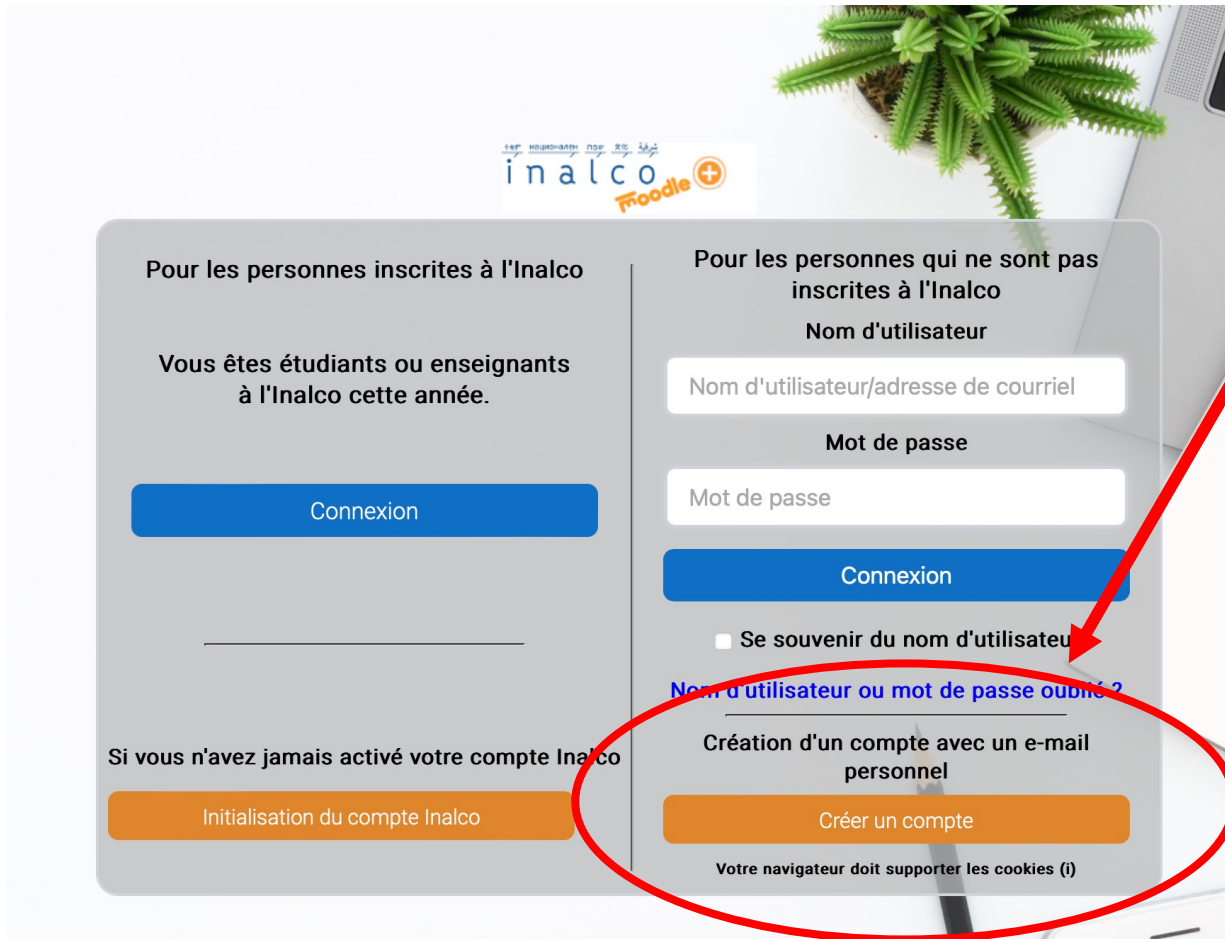 inalco
moodle
Pour les personnes inscrites à l'Inalco
Vous êtes étudiants ou enseignants
à l'Inalco cette année.
Connexion
Si vous n'avez jamais activé votre compte Inalco
Initialisation du compte Inalco
Pour les personnes qui ne sont pas
inscrites à l'Inalco
Nom d'utilisateur
Nom d'utilisateur/adresse de courriel
Mot de passe
Mot de passe
Connexion
Se souvenir du nom d'utilisateu
Nom d'utilisateur ou mot de passe oublié ?
Création d'un compte avec un e-mail
personnel
Créer un compte
Votre navigateur doit supporter les cookies (i)